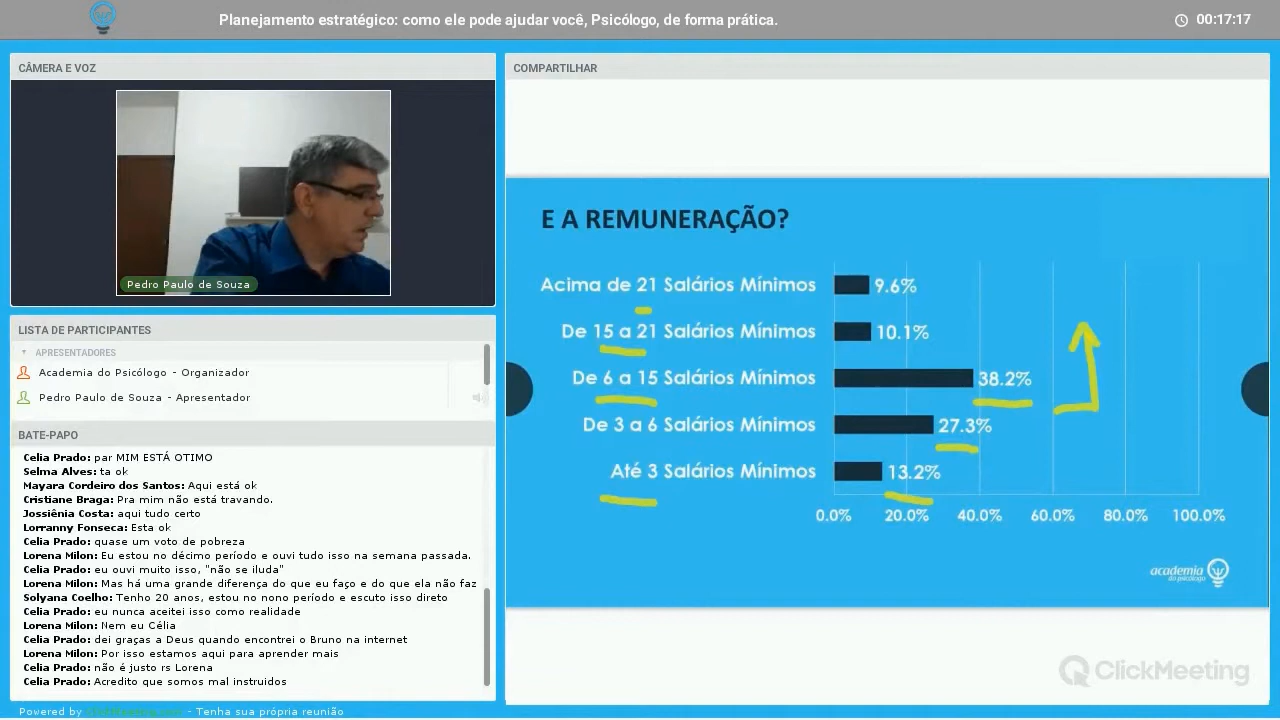 Planejamento estratégico: como ele pode ajudar você, Psicólogo, de forma prática.
00:17:17
CÂMERA E VOZ
Pedro Paulo de Souza
LISTA DE PARTICIPANTES
APRESENTADORES
Academia do Psicólogo - Organizador
Pedro Paulo de Souza - Apresentador
BATE-PAPO
Celia Prado: par MIM ESTÁ OTIMO
Selma Alves: ta ok
Mayara Cordeiro dos Santos: Aqui está ok
Cristiane Braga: Pra mim não está travando.
Jossiênia Costa: aqui tudo certo
Lorranny Fonseca: Esta ok
Celia Prado: quase um voto de pobreza
Lorena Milon: Eu estou no décimo período e ouvi tudo isso na semana passada.
Celia Prado: eu ouvi muito isso, "não se iluda"
Lorena Milon: Mas há uma grande diferença do que eu faço e do que ela não faz
Solyana Coelho: Tenho 20 anos, estou no nono período e escuto isso direto
Celia Prado: eu nunca aceitei isso como realidade
Lorena Milon: Nem eu Célia
Celia Prado: dei graças a Deus quando encontrei o Bruno na internet
Lorena Milon: Por isso estamos aqui para aprender mais
Celia Prado: não é justo rs Lorena
Celia Prado: Acredito que somos mal instruidos
Powered by - Tenha sua própria reunião
COMPARTILHAR
E A REMUNERAÇÃO?
Acima de 21 Salários Mínimos 9.6%
De 15 a 21 Salários Mínimos 10.1%
De 6 a 15 Salários Mínimos 38.2%
De 3 a 6 Salários Mínimos 27.3%
Até 3 Salários Mínimos 13.2%
0.0% 20.0% 40.0% 60.0% 80.0% 100.0%
academia
do psicólogo
ClickMeeting